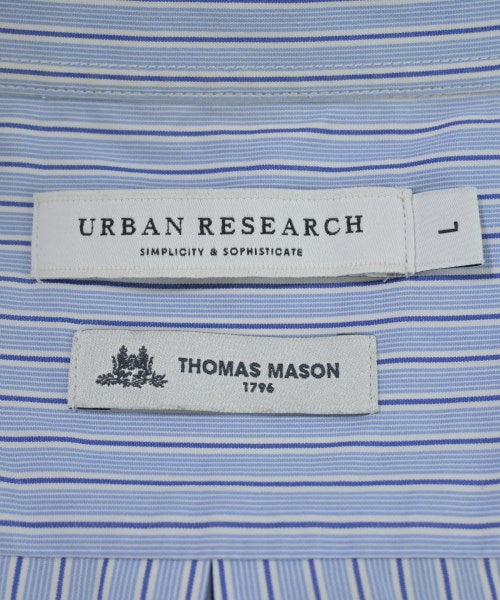 URBAN RESEARCH
SIMPLICITY & SOPHISTICATE
L
THOMAS MASON
1796